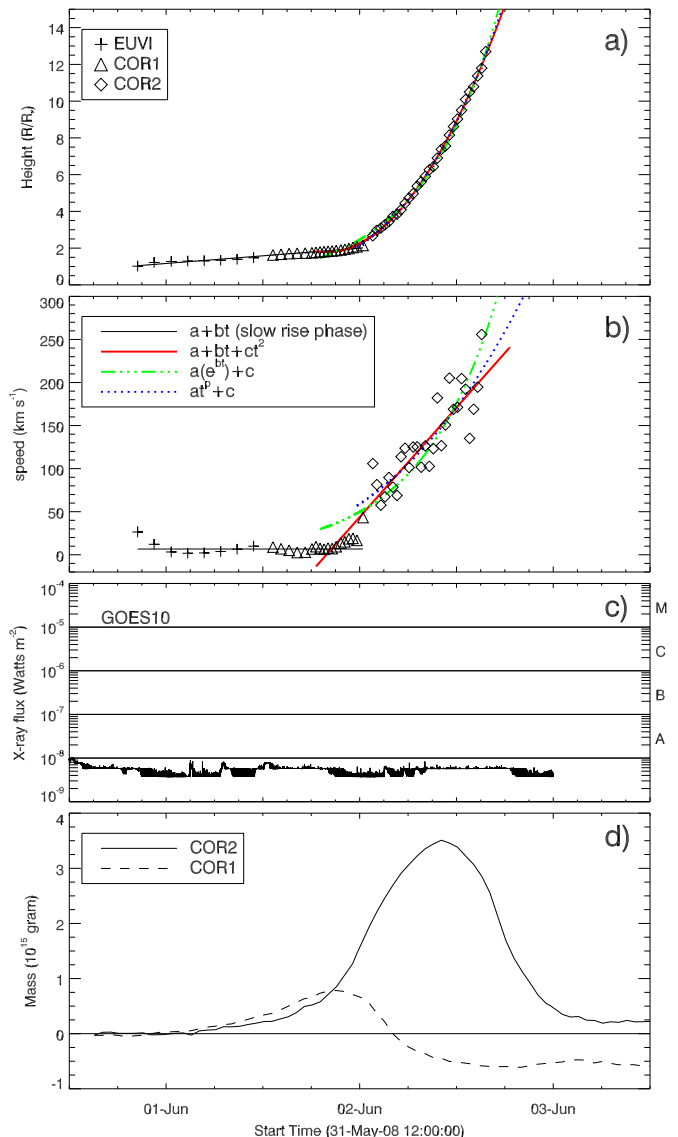 14
12
10
8
6
4
2
0
Height (R/R.)
EUVI
COR1
COR2
a)
300
250
200
150
100
50
0
speed (km s⁻¹)
a+bt (slow rise phase)
a+bt+ct²
a(eᵇᵗ)+c
atᵖ+c
b)
10⁻⁴
10⁻⁵
10⁻⁶
10⁻⁷
10⁻⁸
10⁻⁹
X-ray flux (Watts m⁻²)
GOES10
c)
M
C
B
A
4
3
2
1
0
-1
Mass (10¹⁵ gram)
COR2
COR1
d)
01-Jun
02-Jun
03-Jun
Start Time (31-May-08 12:00:00)